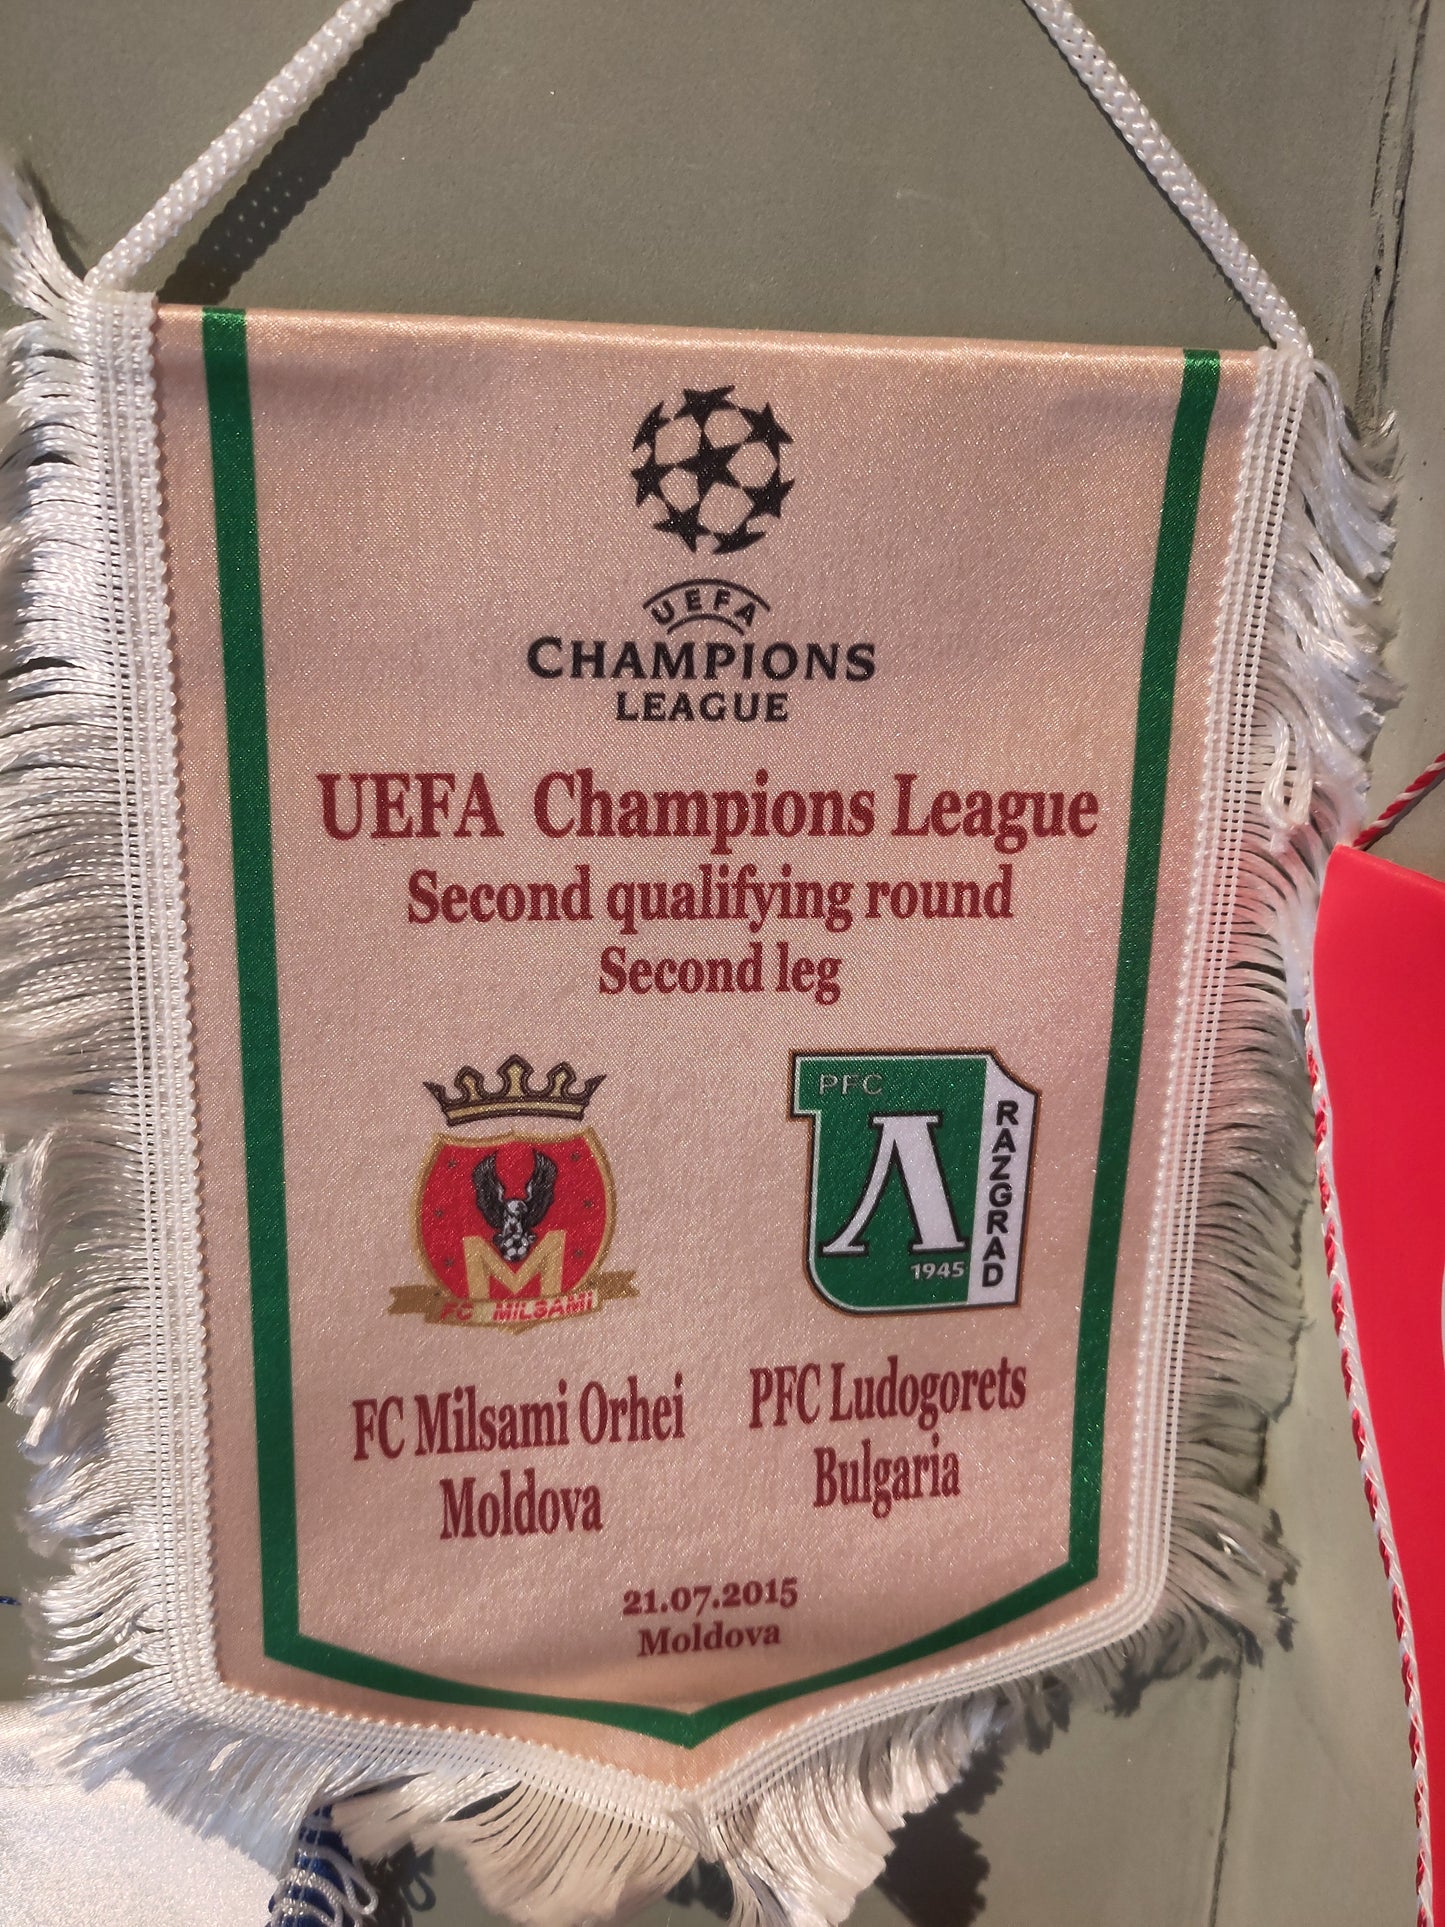 UEFA
CHAMPIONS
LEAGUE
UEFA Champions League
Second qualifying round
Second leg
FC MILSAMI
PFC
Λ
1945
RAZGRAD
FC Milsami Orhei
Moldova
PFC Ludogorets
Bulgaria
21.07.2015
Moldova